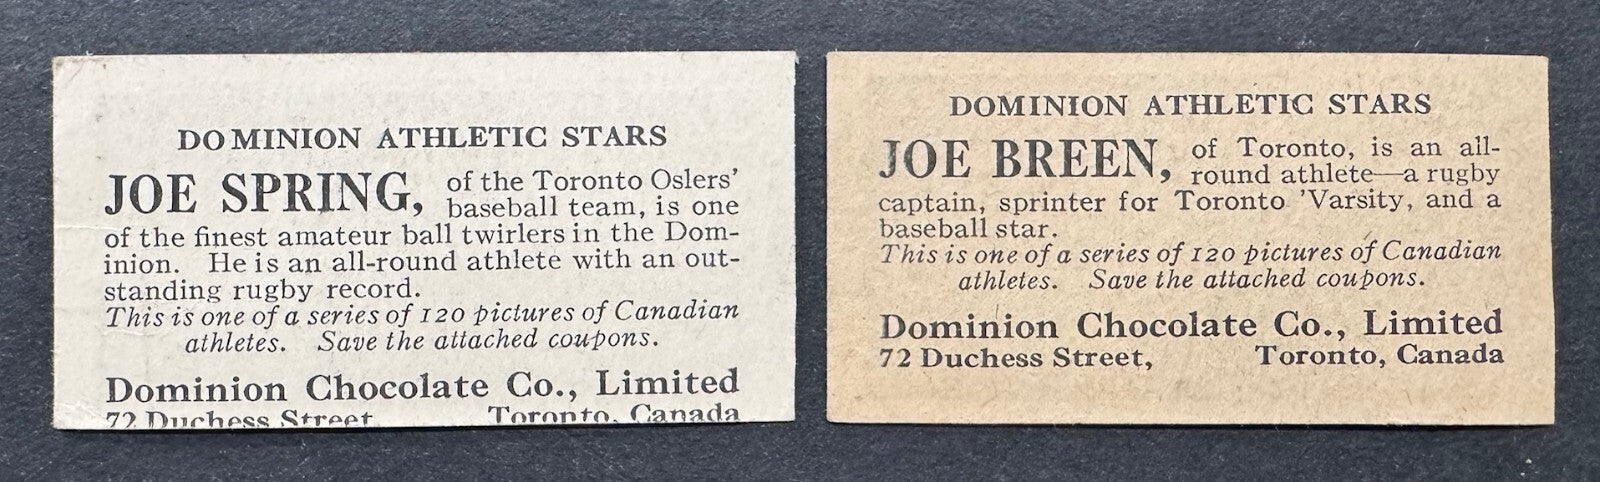 DOMINION ATHLETIC STARS
JOE SPRING, of the Toronto Oslers'
baseball team, is one
of the finest amateur ball twirlers in the Dom-
inion. He is an all-round athlete with an out-
standing rugby record.
This is one of a series of 120 pictures of Canadian
athletes. Save the attached coupons.
Dominion Chocolate Co., Limited
72 Duchess Street, Toronto, Canada
DOMINION ATHLETIC STARS
JOE BREEN, of Toronto, is an all-
round athlete—a rugby
captain, sprinter for Toronto 'Varsity, and a
baseball star.
This is one of a series of 120 pictures of Canadian
athletes. Save the attached coupons.
Dominion Chocolate Co., Limited
72 Duchess Street, Toronto, Canada